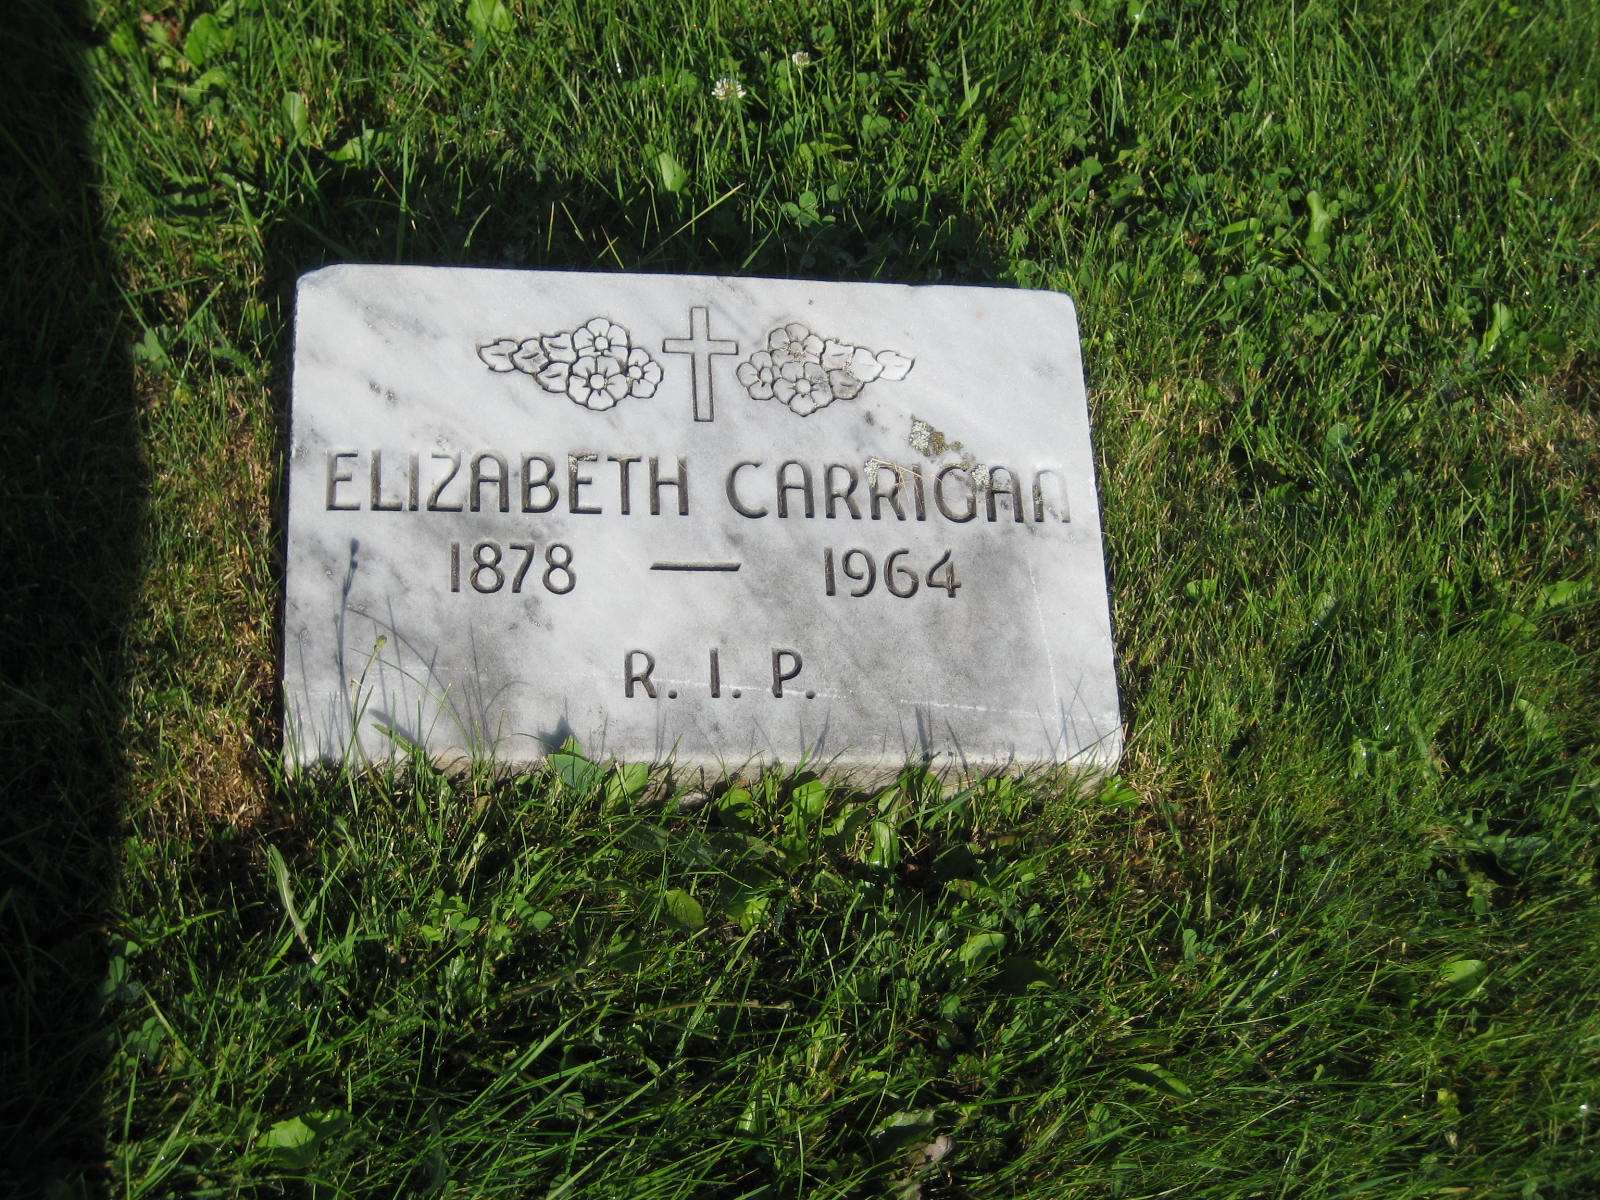 ELIZABETH CARRIGAN
1878 — 1964
R. I. P.